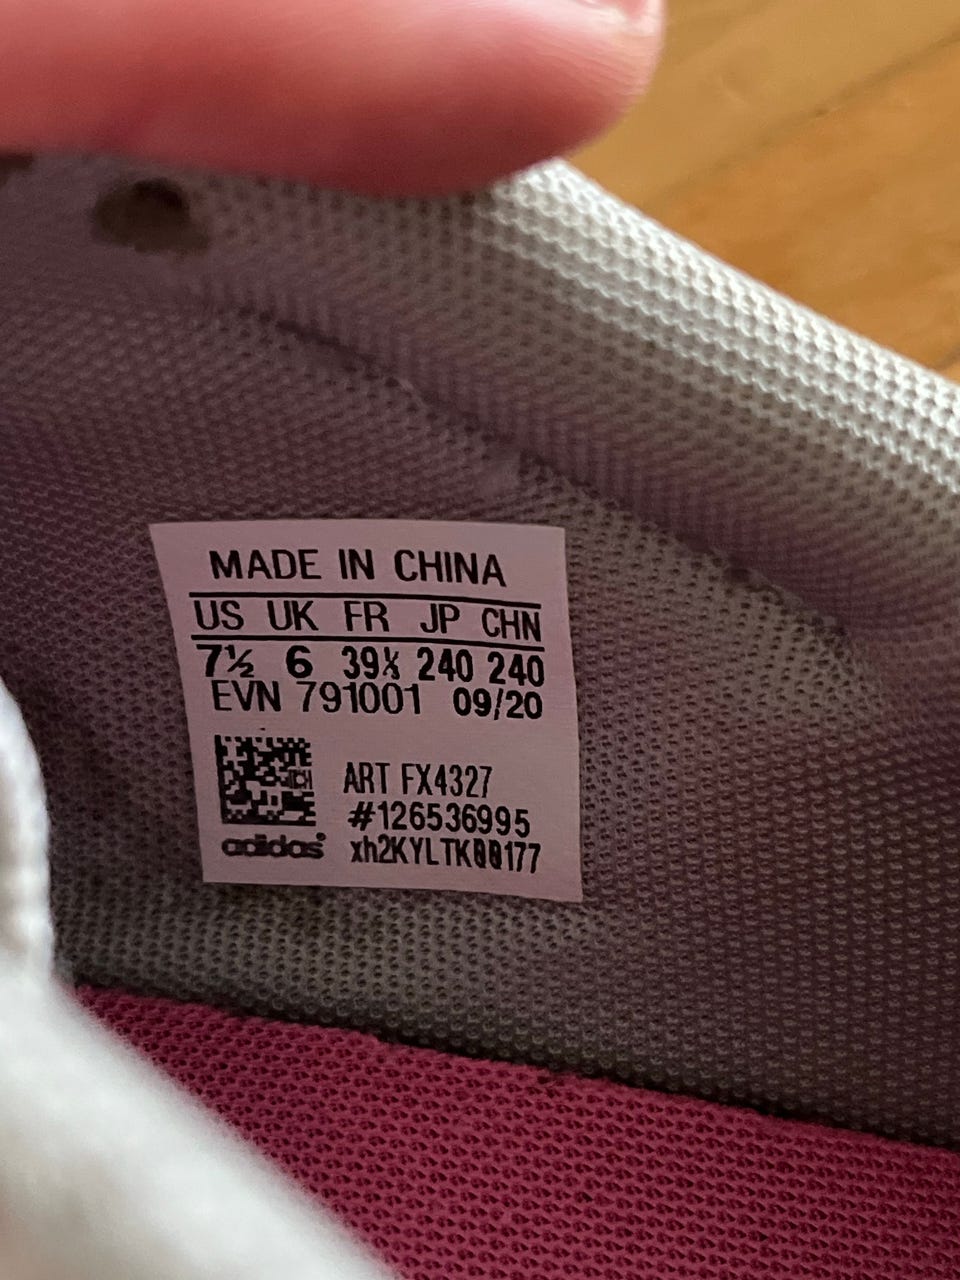 MADE IN CHINA
US UK FR JP CHN
7½ 6 39⅓ 240 240
EVN 791001 09/20
ART FX4327
#126536995
adidas xh2KYLTK00177